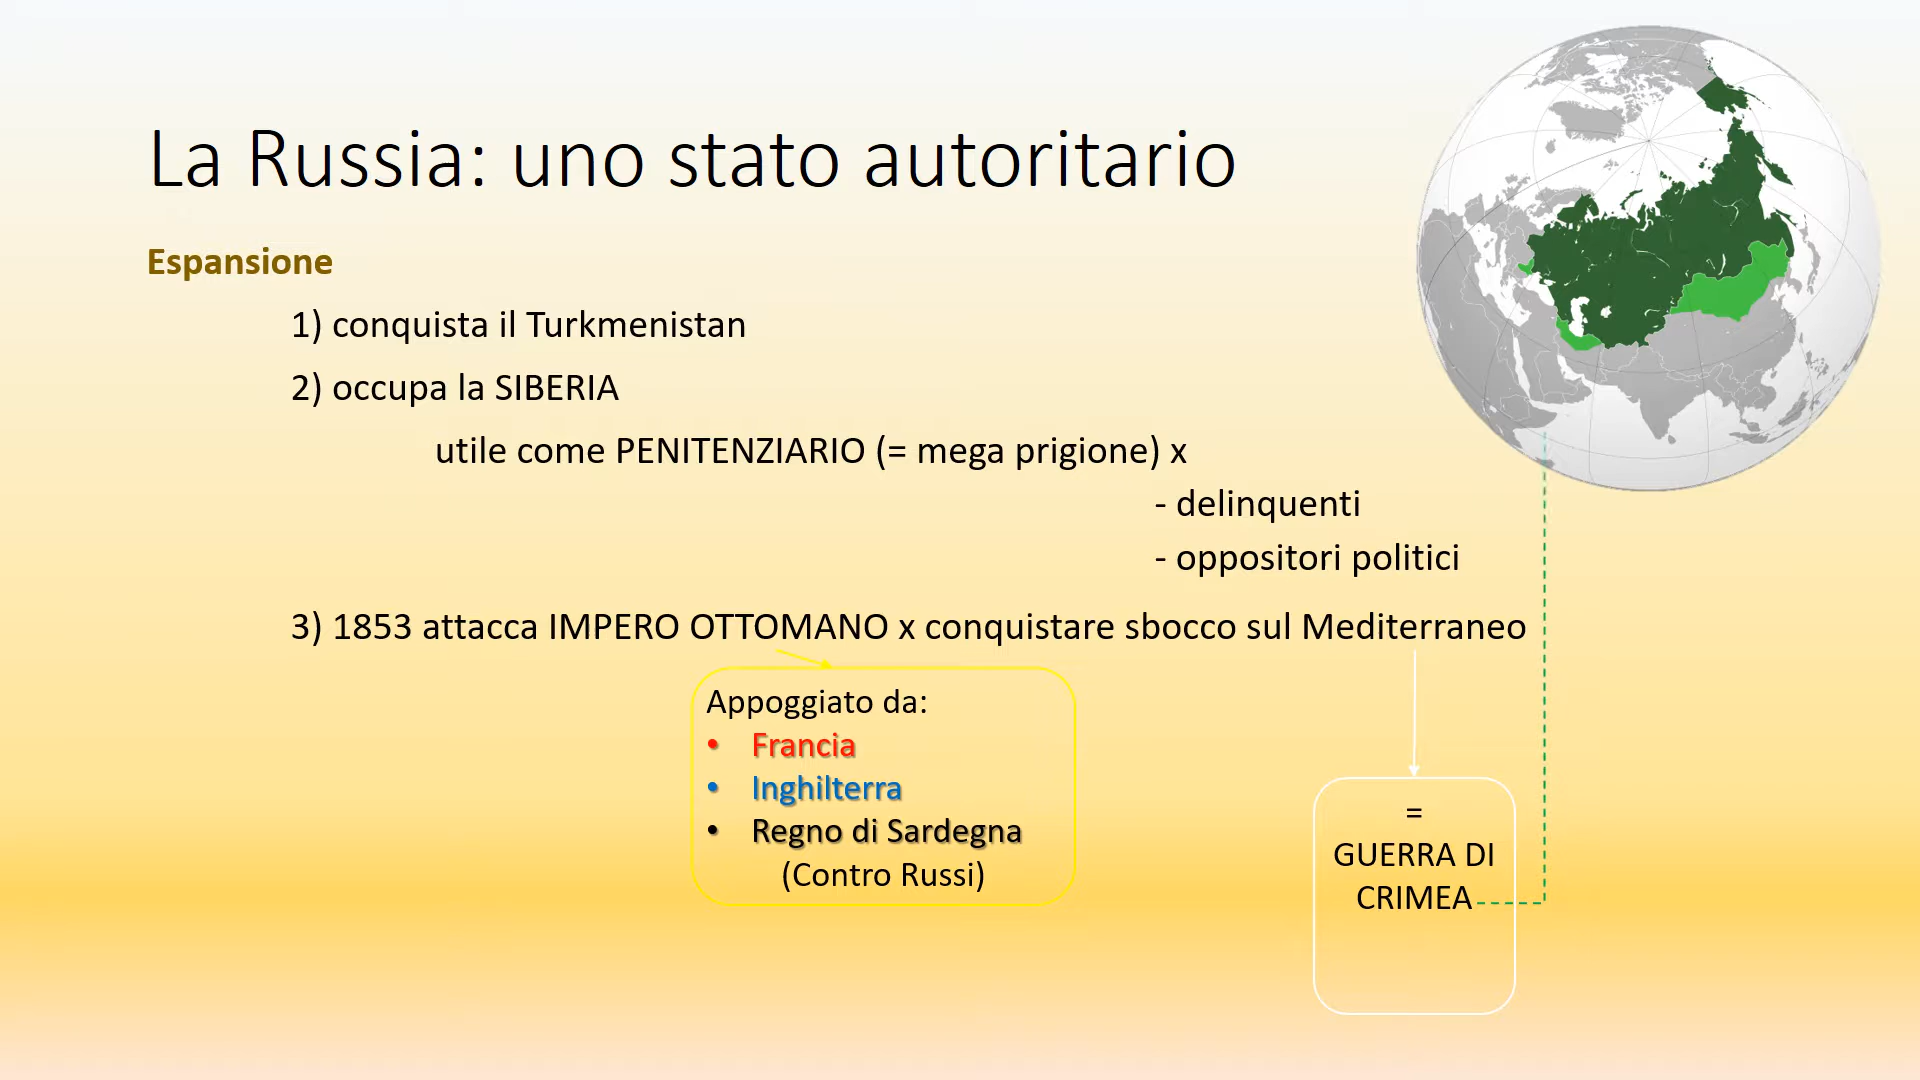 La Russia: uno stato autoritario
Espansione
1) conquista il Turkmenistan
2) occupa la SIBERIA
utile come PENITENZIARIO (= mega prigione) x
- delinquenti
- oppositori politici
3) 1853 attacca IMPERO OTTOMANO x conquistare sbocco sul Mediterraneo
Appoggiato da:
• Francia
• Inghilterra
• Regno di Sardegna
(Contro Russi)
=
GUERRA DI
CRIMEA